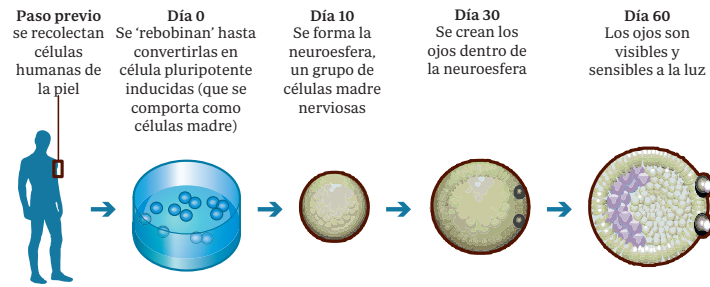 Paso previo
se recolectan
células
humanas de
la piel
Día 0
Se ‘rebobinan’ hasta
convertirlas en
célula pluripotente
inducidas (que se
comporta como
células madre)
Día 10
Se forma la
neuroesfera,
un grupo de
células madre
nerviosas
Día 30
Se crean los
ojos dentro de
la neuroesfera
Día 60
Los ojos son
visibles y
sensibles a la luz